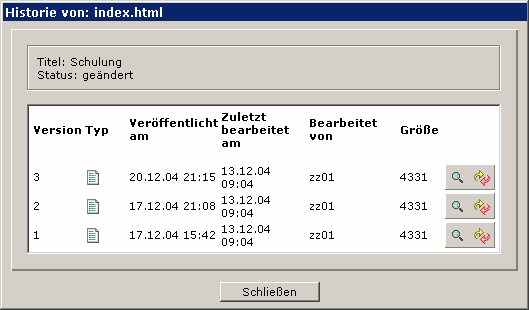 Historie von: index.html
Titel: Schulung
Status: geändert
Version Typ Veröffentlicht am Zuletzt bearbeitet am Bearbeitet von Größe
3 20.12.04 21:15 13.12.04 09:04 zz01 4331
2 17.12.04 21:08 13.12.04 09:04 zz01 4331
1 17.12.04 15:42 13.12.04 09:04 zz01 4331
Schließen